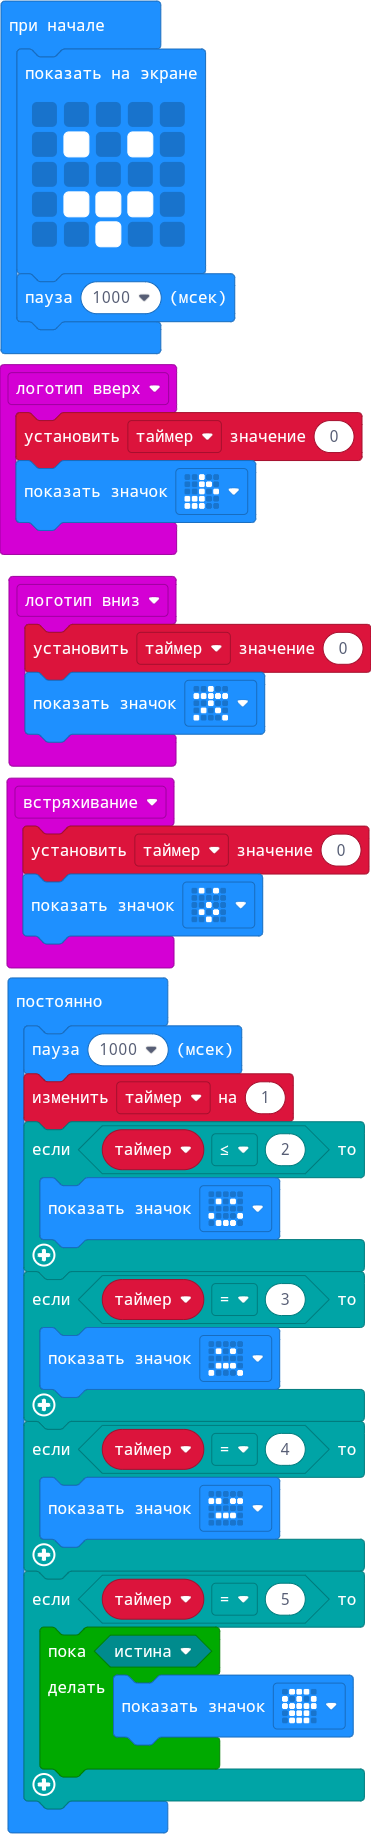 при начале
показать на экране
пауза 1000 (мсек)
логотип вверх
установить таймер значение 0
показать значок
логотип вниз
установить таймер значение 0
показать значок
встряхивание
установить таймер значение 0
показать значок
постоянно
пауза 1000 (мсек)
изменить таймер на 1
если таймер ≤ 2 то
показать значок
если таймер = 3 то
показать значок
если таймер = 4 то
показать значок
если таймер = 5 то
пока истина
делать
показать значок